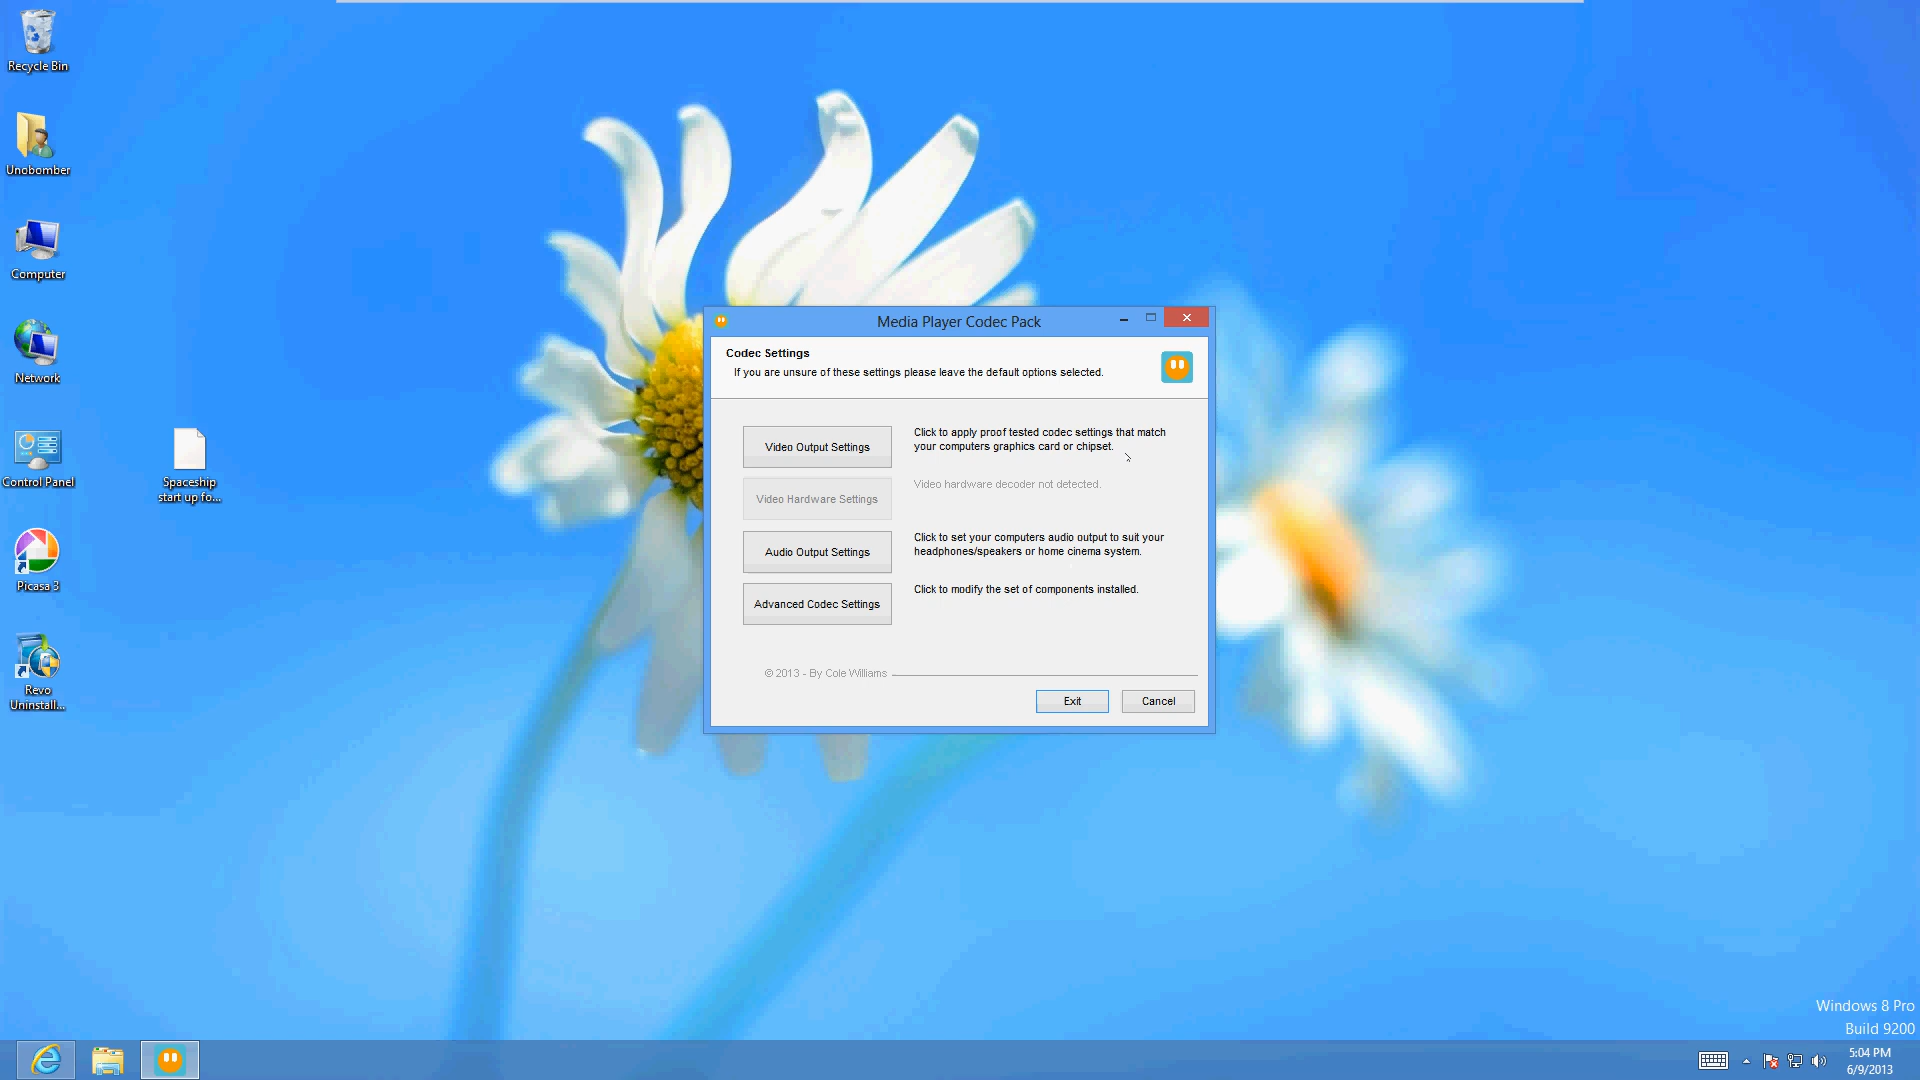 Recycle Bin
Unobomber
Computer
Network
Control Panel
Spaceship
start up fo...
Picasa 3
Revo
Uninstall...
Media Player Codec Pack
Codec Settings
If you are unsure of these settings please leave the default options selected.
Video Output Settings
Click to apply proof tested codec settings that match
your computers graphics card or chipset.
Video Hardware Settings
Video hardware decoder not detected.
Audio Output Settings
Click to set your computers audio output to suit your
headphones/speakers or home cinema system.
Advanced Codec Settings
Click to modify the set of components installed.
© 2013 - By Cole Williams
Exit
Cancel
Windows 8 Pro
Build 9200
5:04 PM
6/9/2013